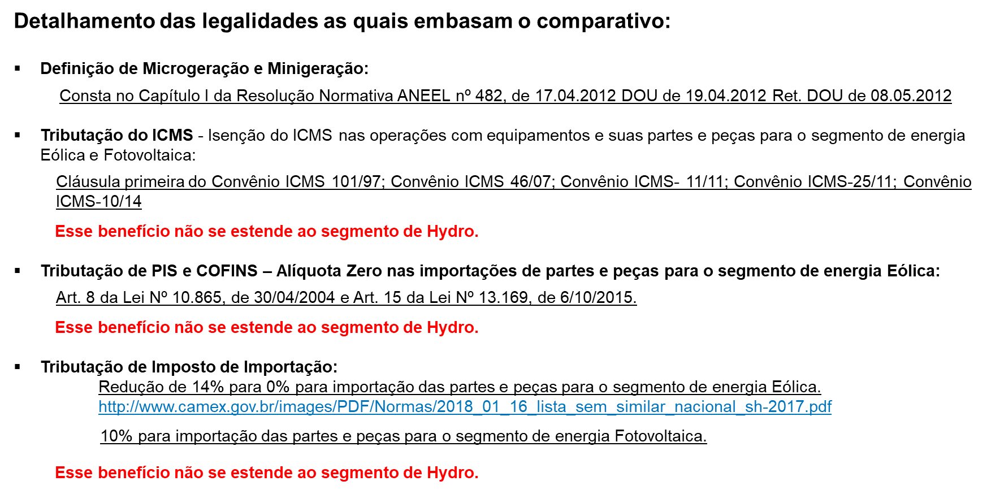 Detalhamento das legalidades as quais embasam o comparativo:
▪ Definição de Microgeração e Minigeração:
Consta no Capítulo I da Resolução Normativa ANEEL nº 482, de 17.04.2012 DOU de 19.04.2012 Ret. DOU de 08.05.2012
▪ Tributação do ICMS - Isenção do ICMS nas operações com equipamentos e suas partes e peças para o segmento de energia
Eólica e Fotovoltaica:
Cláusula primeira do Convênio ICMS 101/97; Convênio ICMS 46/07; Convênio ICMS- 11/11; Convênio ICMS-25/11; Convênio
ICMS-10/14
Esse benefício não se estende ao segmento de Hydro.
▪ Tributação de PIS e COFINS – Alíquota Zero nas importações de partes e peças para o segmento de energia Eólica:
Art. 8 da Lei Nº 10.865, de 30/04/2004 e Art. 15 da Lei Nº 13.169, de 6/10/2015.
Esse benefício não se estende ao segmento de Hydro.
▪ Tributação de Imposto de Importação:
Redução de 14% para 0% para importação das partes e peças para o segmento de energia Eólica.
http://www.camex.gov.br/images/PDF/Normas/2018_01_16_lista_sem_similar_nacional_sh-2017.pdf
10% para importação das partes e peças para o segmento de energia Fotovoltaica.
Esse benefício não se estende ao segmento de Hydro.